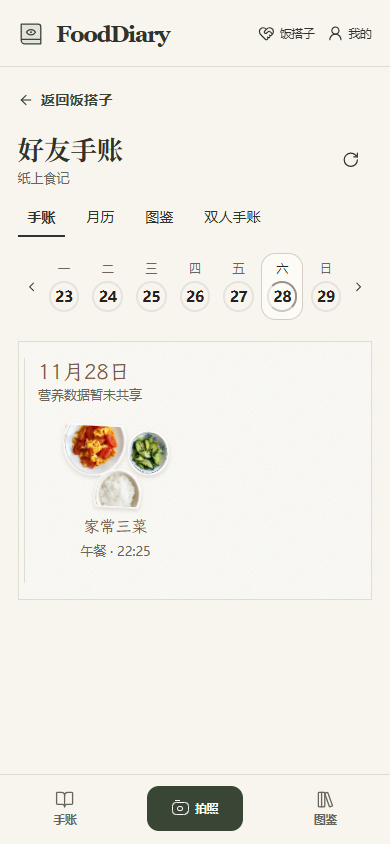 FoodDiary
饭搭子
我的
返回饭搭子
好友手账
纸上食记
手账 月历 图鉴 双人手账
一 二 三 四 五 六 日
23 24 25 26 27 28 29
11月28日
营养数据暂未共享
家常三菜
午餐 · 22:25
手账
拍照
图鉴